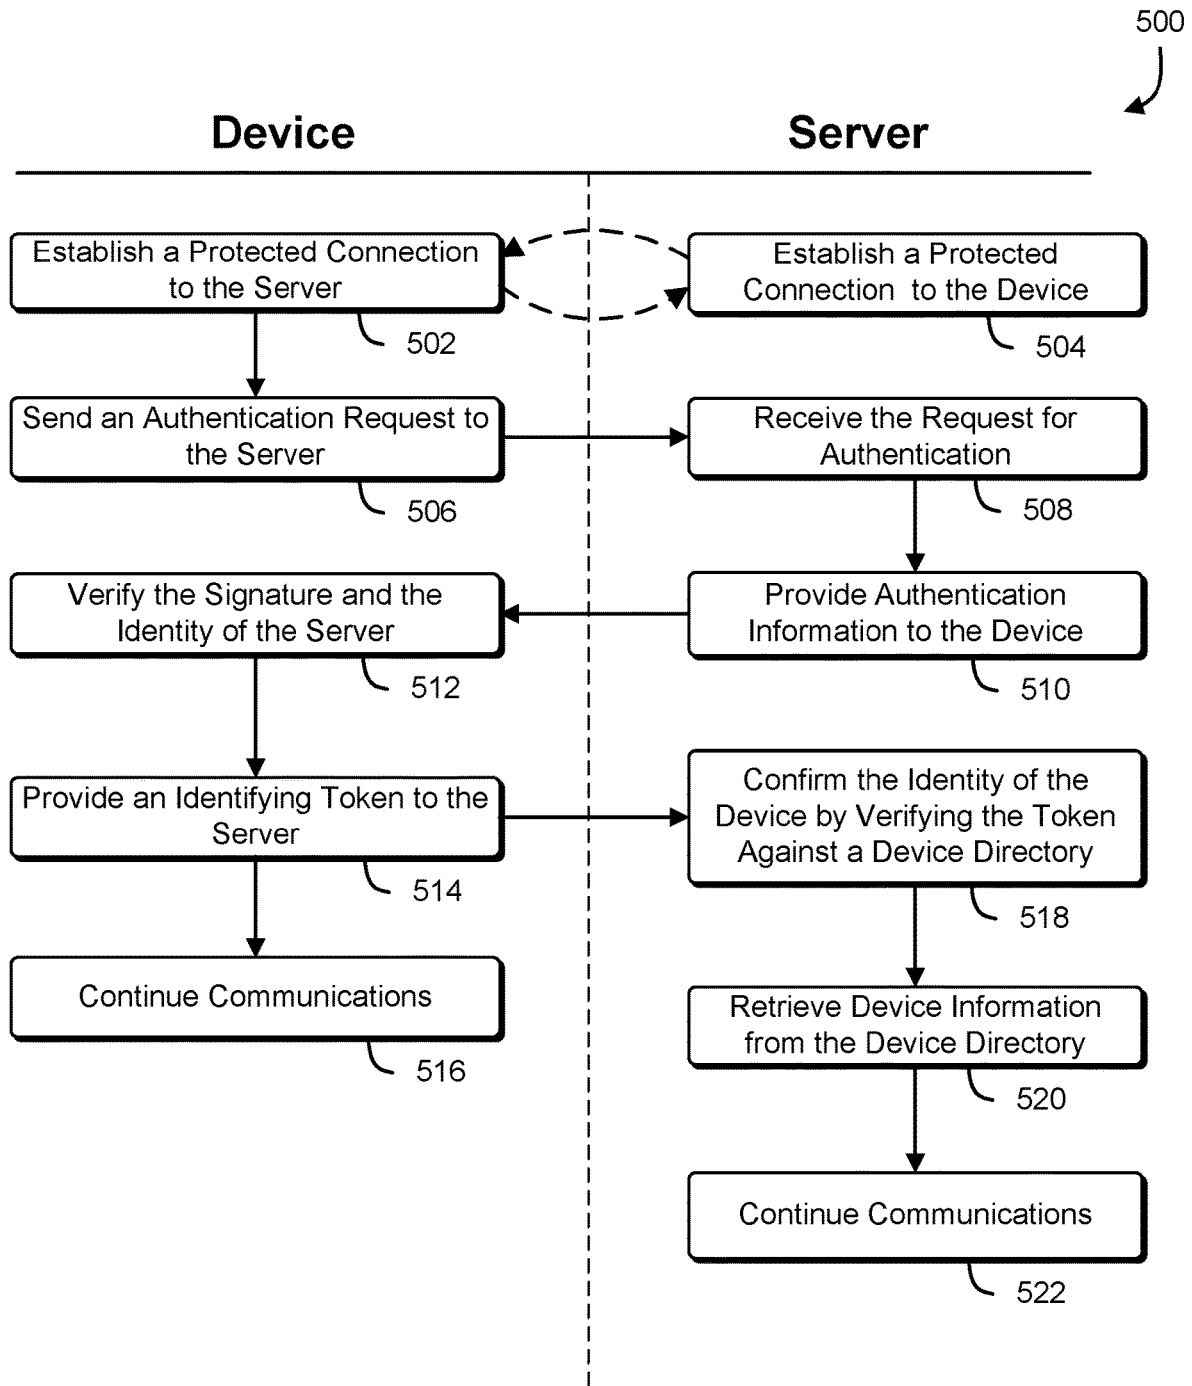 500
Device
Server
Establish a Protected Connection
to the Server
502
Establish a Protected
Connection to the Device
504
Send an Authentication Request to
the Server
506
Receive the Request for
Authentication
508
Verify the Signature and the
Identity of the Server
512
Provide Authentication
Information to the Device
510
Provide an Identifying Token to the
Server
514
Confirm the Identity of the
Device by Verifying the Token
Against a Device Directory
518
Continue Communications
516
Retrieve Device Information
from the Device Directory
520
Continue Communications
522